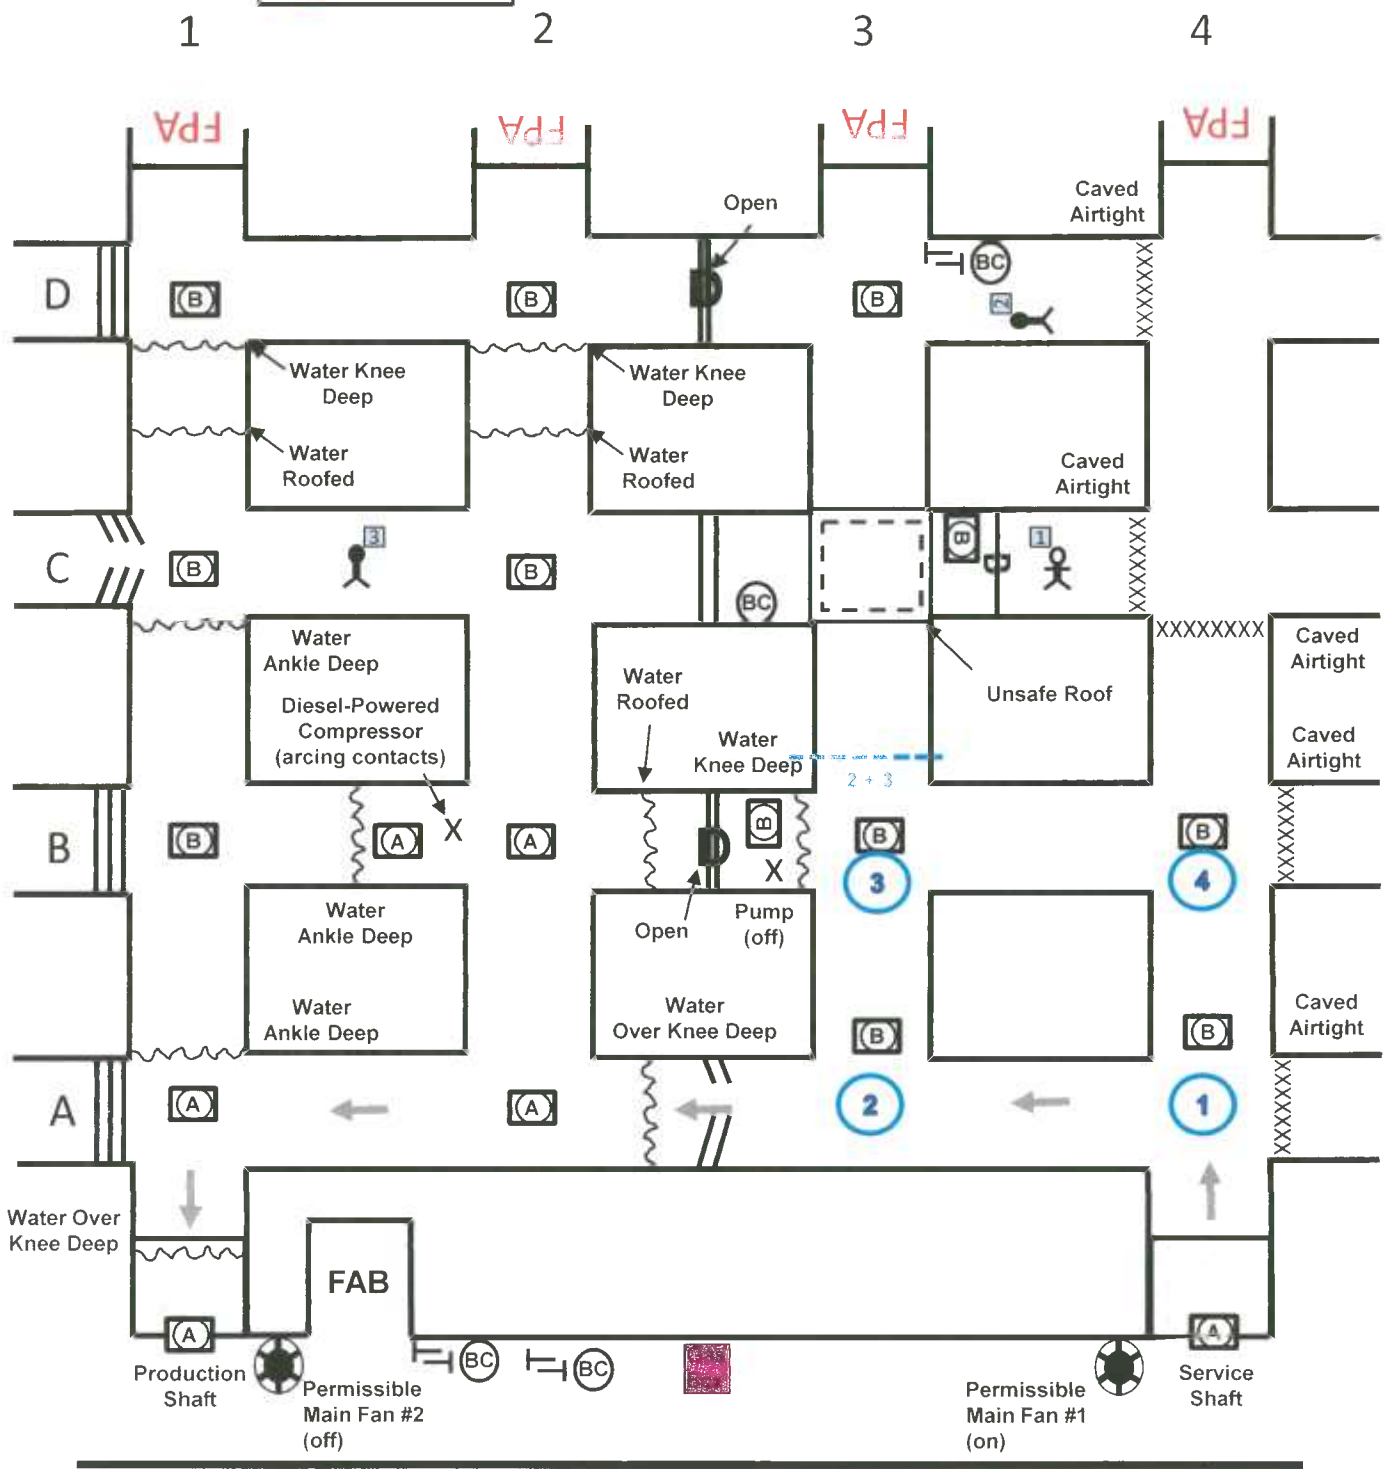 1 2 3 4
FPA FPA FPA FPA
Caved
Airtight
Open
D
BC
B B B
2
Water Knee
Deep
Water Knee
Deep
Water
Roofed
Water
Roofed
Caved
Airtight
C
B
3
B
B
D
1
XXXXXXXX
BC
Water
Ankle Deep
Caved
Airtight
Water
Roofed
Unsafe Roof
Diesel-Powered
Compressor
(arcing contacts)
Water
Knee Deep
Caved
Airtight
2 + 3
B
B
A
X
A
D
B
X
B
B
3
4
Water
Ankle Deep
Open
Pump
(off)
Water
Ankle Deep
Water
Over Knee Deep
Caved
Airtight
B
B
A
A
A
2
1
Water Over
Knee Deep
FAB
A
BC
BC
A
Production
Shaft
Permissible
Main Fan #2
(off)
Permissible
Main Fan #1
(on)
Service
Shaft